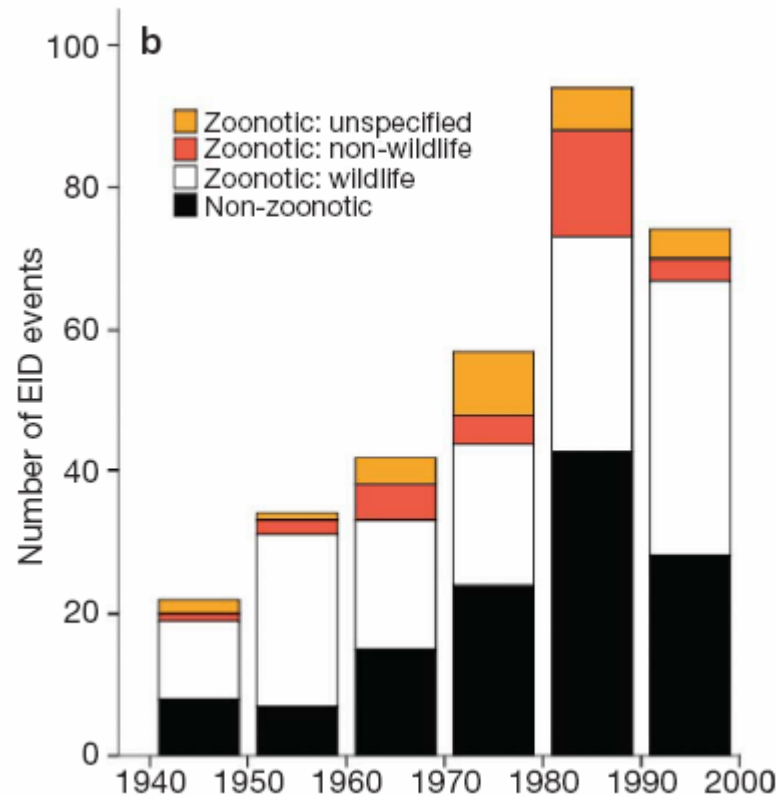 b
Zoonotic: unspecified
Zoonotic: non-wildlife
Zoonotic: wildlife
Non-zoonotic
Number of EID events
100
80
60
40
20
0
1940 1950 1960 1970 1980 1990 2000